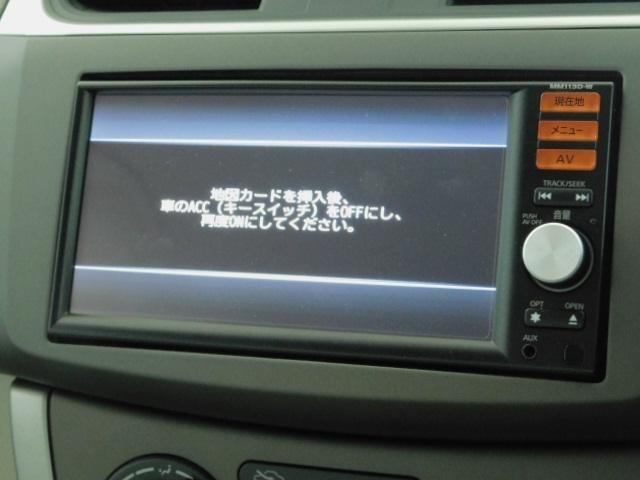 MM113D-W
現在地
メニュー
AV
TRACK/SEEK
音量
PUSH
AV OFF
OPT
OPEN
AUX
地図カードを挿入後、
車のACC（キースイッチ）をOFFにし、
再度ONにしてください。